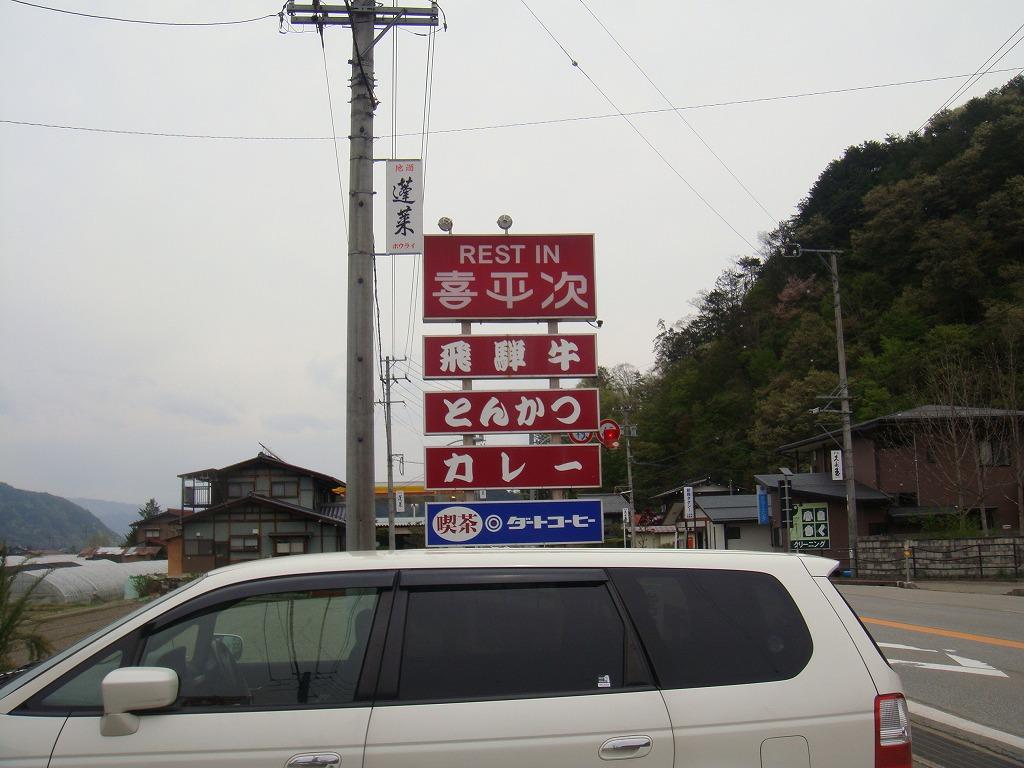 地酒
蓬莱
ホウライ
REST IN
喜平次
飛騨牛
とんかつ
カレー
喫茶 ◎ ダートコーヒー
クリーニング